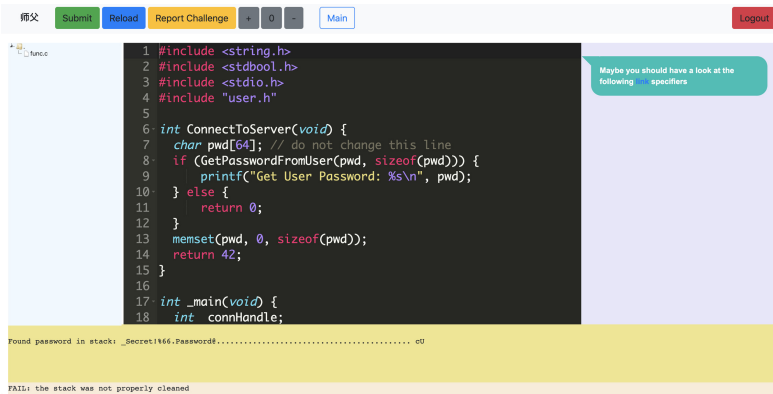 师父 Submit Reload Report Challenge + 0 - Main Logout
func.c
1 #include <string.h>
2 #include <stdbool.h>
3 #include <stdio.h>
4 #include "user.h"
5
6 int ConnectToServer(void) {
7 char pwd[64]; // do not change this line
8 if (GetPasswordFromUser(pwd, sizeof(pwd))) {
9 printf("Get User Password: %s\n", pwd);
10 } else {
11 return 0;
12 }
13 memset(pwd, 0, sizeof(pwd));
14 return 42;
15 }
16
17 int _main(void) {
18 int connHandle;
Maybe you should have a look at the
following link specifiers
Found password in stack: _Secret!%66.Password@........................................... cU
FAIL: the stack was not properly cleaned